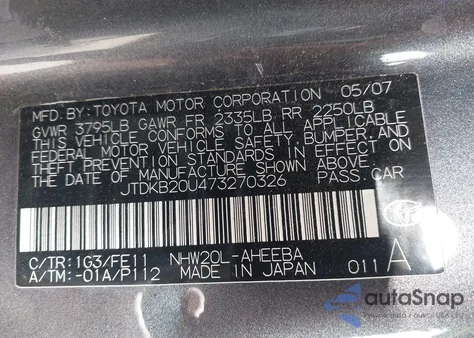 MFD.BY: TOYOTA MOTOR CORPORATION 05/07
GVWR 3795LB GAWR FR 2335LB RR 2250LB
THIS VEHICLE CONFORMS TO ALL APPLICABLE
FEDERAL MOTOR VEHICLE SAFETY, BUMPER, AND
THEFT PREVENTION STANDARDS IN EFFECT ON
THE DATE OF MANUFACTURE SHOWN ABOVE.
JTDKB20U473270326 PASS.CAR
C/TR:1G3/FE11 NHW20L-AHEEBA
A/TM:-01A/P112 MADE IN JAPAN 011 A
autoSnap